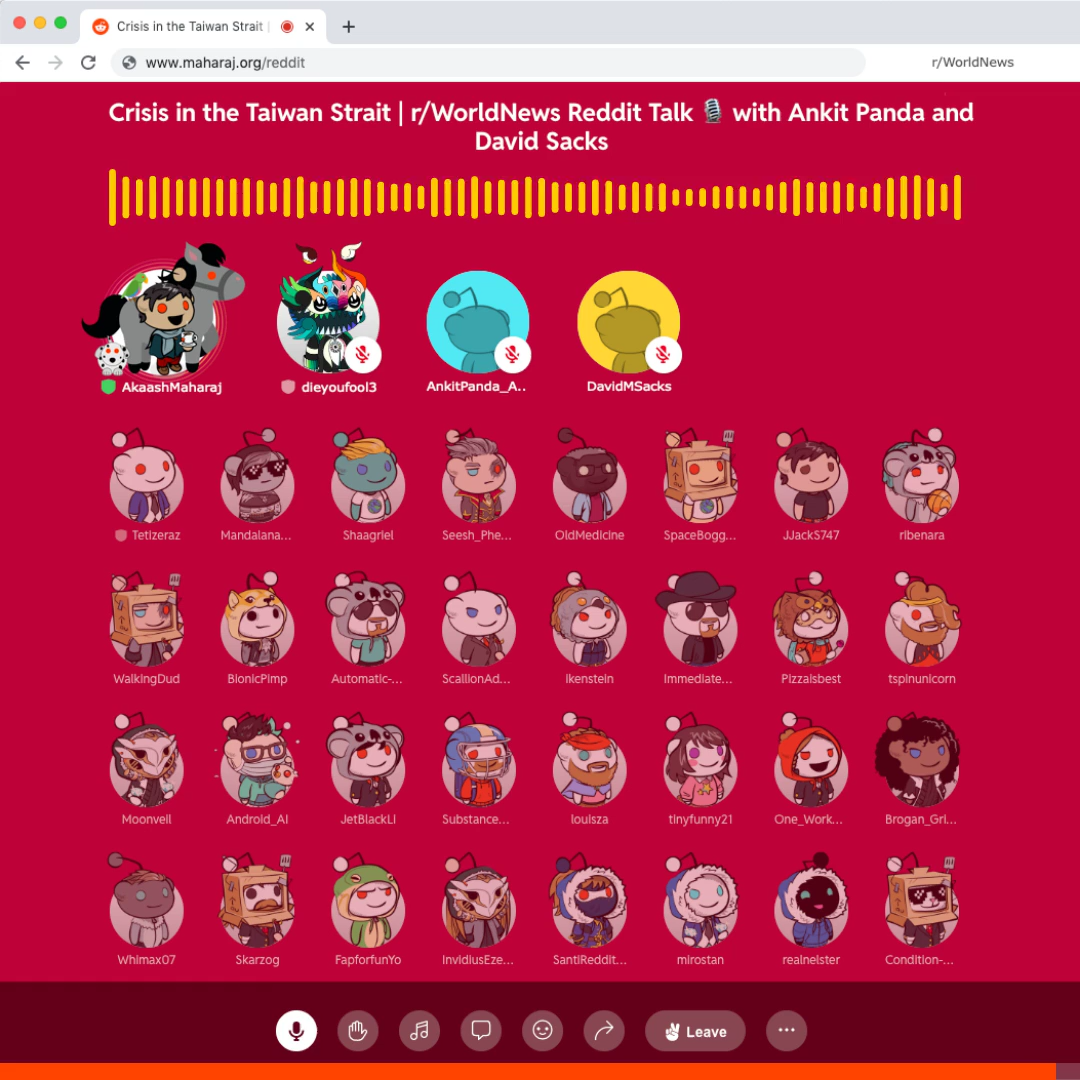 Crisis in the Taiwan Strait |
www.maharaj.org/reddit
r/WorldNews
Crisis in the Taiwan Strait | r/WorldNews Reddit Talk 🎙 with Ankit Panda and
David Sacks
AkaashMaharaj dieyoufool3 AnkitPanda_A.. DavidMSacks
Tetizeraz Mandalana... Shaagriel Seesh_Phe... OldMedicine SpaceBogg... JJackS747 ribenara
WalkingDud BionicPimp Automatic-... ScallionAd... ikenstein Immediate... Pizzaisbest tspinunicorn
Moonveil Android_AI JetBlackLI Substance... louisza tinyfunny21 One_Work... Brogan_Gri...
Whimax07 Skarzog FapforfunYo InvidiusEze... SantiReddit... mirostan realneister Condition-...
Leave